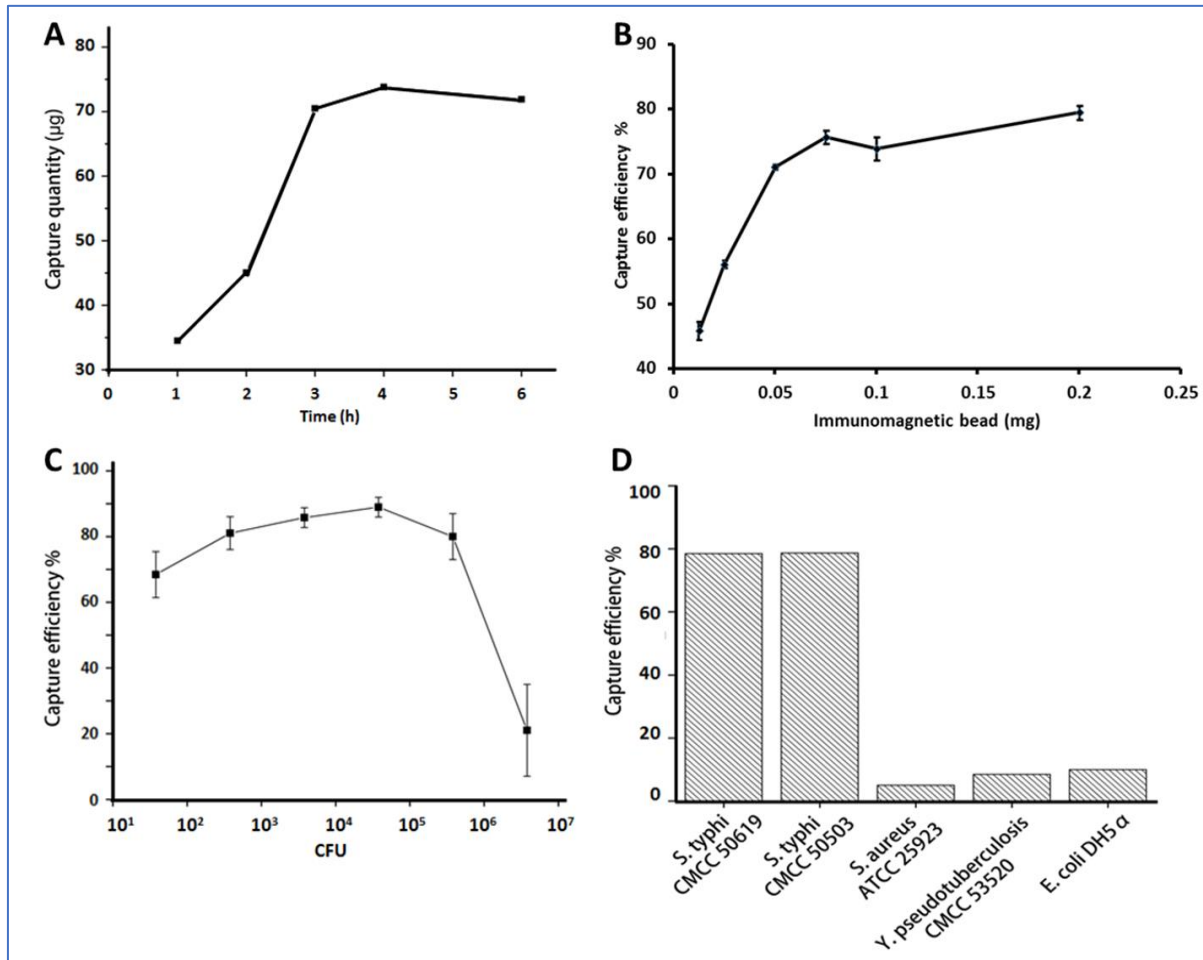 A
80
70
60
50
40
30
0
1
2
3
4
5
6
Capture quantity (µg)
Time (h)
B
90
80
70
60
50
40
0
0.05
0.1
0.15
0.2
0.25
Capture efficiency %
Immunomagnetic bead (mg)
C
100
80
60
40
20
0
10¹
10²
10³
10⁴
10⁵
10⁶
10⁷
Capture efficiency %
CFU
D
100
80
60
40
20
0
Capture efficiency %
S. typhi
CMCC 50619
S. typhi
CMCC 50503
S. aureus
ATCC 25923
Y. pseudotuberculosis
CMCC 53520
E. coli DH5 α